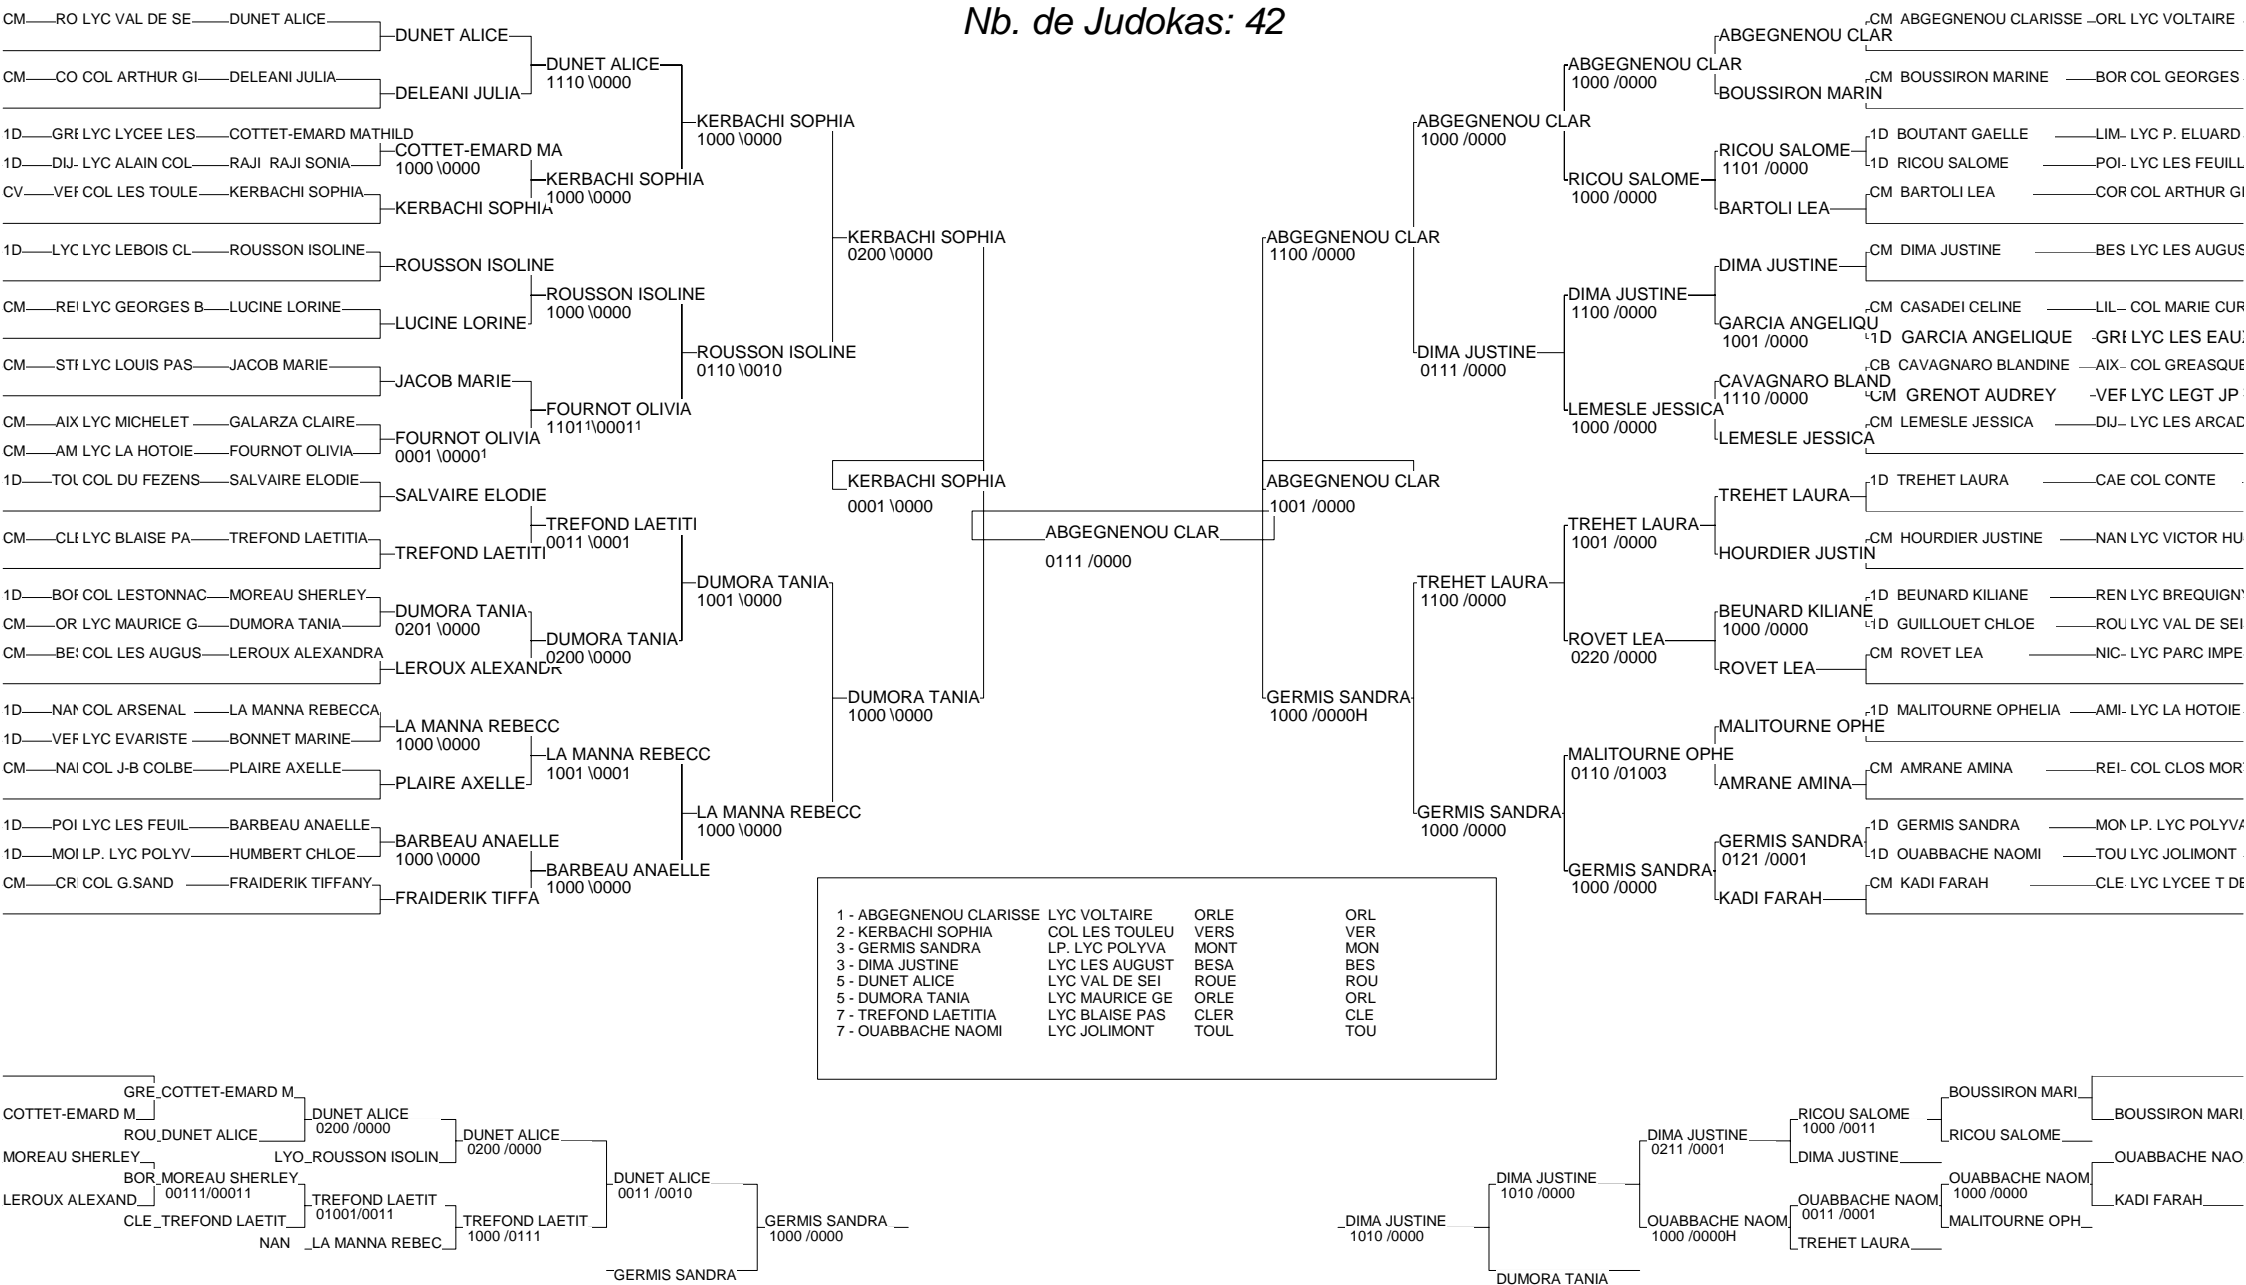 Nb. de Judokas: 42
CM RO LYC VAL DE SE DUNET ALICE
CM CO COL ARTHUR GI DELEANI JULIA
1D GRE LYC LYCEE LES COTTET-EMARD MATHILD
1D DIJ- LYC ALAIN COL RAJI RAJI SONIA
CV VER COL LES TOULE KERBACHI SOPHIA
1D LYC LYC LEBOIS CL ROUSSON ISOLINE
CM REI LYC GEORGES B LUCINE LORINE
CM STR LYC LOUIS PAS JACOB MARIE
CM AIX LYC MICHELET GALARZA CLAIRE
CM AM LYC LA HOTOIE FOURNOT OLIVIA
1D TOU COL DU FEZENS SALVAIRE ELODIE
CM CLE LYC BLAISE PA TREFOND LAETITIA
1D BOR COL LESTONNAC MOREAU SHERLEY
CM OR LYC MAURICE G DUMORA TANIA
CM BES COL LES AUGUS LEROUX ALEXANDRA
1D NAN COL ARSENAL LA MANNA REBECCA
1D VER LYC EVARISTE BONNET MARINE
CM NA COL J-B COLBE PLAIRE AXELLE
1D POI LYC LES FEUIL BARBEAU ANAELLE
1D MOI LP. LYC POLYV HUMBERT CHLOE
CM CR COL G.SAND FRAIDERIK TIFFANY
DUNET ALICE
DELEANI JULIA
COTTET-EMARD MA
1000 \0000
KERBACHI SOPHIA
ROUSSON ISOLINE
LUCINE LORINE
JACOB MARIE
FOURNOT OLIVIA
0001 \0000¹
SALVAIRE ELODIE
TREFOND LAETITI
DUMORA TANIA
0201 \0000
LEROUX ALEXANDR
LA MANNA REBECC
1000 \0000
PLAIRE AXELLE
BARBEAU ANAELLE
1000 \0000
FRAIDERIK TIFFA
DUNET ALICE
1110 \0000
KERBACHI SOPHIA
1000 \0000
ROUSSON ISOLINE
1000 \0000
FOURNOT OLIVIA
1101¹\0001¹
TREFOND LAETITI
0011 \0001
DUMORA TANIA
0200 \0000
LA MANNA REBECC
1001 \0001
BARBEAU ANAELLE
1000 \0000
KERBACHI SOPHIA
1000 \0000
ROUSSON ISOLINE
0110 \0010
DUMORA TANIA
1001 \0000
LA MANNA REBECC
1000 \0000
KERBACHI SOPHIA
0200 \0000
DUMORA TANIA
1000 \0000
KERBACHI SOPHIA
0001 \0000
ABGEGNENOU CLAR
0111 /0000
ABGEGNENOU CLAR
1001 /0000
ABGEGNENOU CLAR
1100 /0000
GERMIS SANDRA
1000 /0000H
ABGEGNENOU CLAR
1000 /0000
DIMA JUSTINE
0111 /0000
TREHET LAURA
1100 /0000
GERMIS SANDRA
1000 /0000
ABGEGNENOU CLAR
1000 /0000
RICOU SALOME
1000 /0000
DIMA JUSTINE
1100 /0000
LEMESLE JESSICA
1000 /0000
TREHET LAURA
1001 /0000
ROVET LEA
0220 /0000
MALITOURNE OPHE
0110 /01003
GERMIS SANDRA
1000 /0000
ABGEGNENOU CLAR
BOUSSIRON MARIN
RICOU SALOME
1101 /0000
BARTOLI LEA
DIMA JUSTINE
GARCIA ANGELIQU
1001 /0000
CAVAGNARO BLAND
1110 /0000
LEMESLE JESSICA
TREHET LAURA
HOURDIER JUSTIN
BEUNARD KILIANE
1000 /0000
ROVET LEA
MALITOURNE OPHE
AMRANE AMINA
GERMIS SANDRA
0121 /0001
KADI FARAH
CM ABGEGNENOU CLARISSE ORL LYC VOLTAIRE
CM BOUSSIRON MARINE BOR COL GEORGES
1D BOUTANT GAELLE LIM- LYC P. ELUARD
1D RICOU SALOME POI- LYC LES FEUILL
CM BARTOLI LEA COR COL ARTHUR GI
CM DIMA JUSTINE BES LYC LES AUGUS
CM CASADEI CELINE LIL- COL MARIE CUR
1D GARCIA ANGELIQUE GRE LYC LES EAUX
CB CAVAGNARO BLANDINE AIX- COL GREASQUE
CM GRENOT AUDREY VER LYC LEGT JP
CM LEMESLE JESSICA DIJ- LYC LES ARCAD
1D TREHET LAURA CAE COL CONTE
CM HOURDIER JUSTINE NAN LYC VICTOR HU
1D BEUNARD KILIANE REN LYC BREQUIGNY
1D GUILLOUET CHLOE ROU LYC VAL DE SEI
CM ROVET LEA NIC- LYC PARC IMPE
1D MALITOURNE OPHELIA AMI- LYC LA HOTOIE
CM AMRANE AMINA REI- COL CLOS MOR
1D GERMIS SANDRA MON LP. LYC POLYVA
1D OUABBACHE NAOMI TOU LYC JOLIMONT
CM KADI FARAH CLE- LYC LYCEE T DE
1 - ABGEGNENOU CLARISSE LYC VOLTAIRE ORLE ORL
2 - KERBACHI SOPHIA COL LES TOULEU VERS VER
3 - GERMIS SANDRA LP. LYC POLYVA MONT MON
3 - DIMA JUSTINE LYC LES AUGUST BESA BES
5 - DUNET ALICE LYC VAL DE SEI ROUE ROU
5 - DUMORA TANIA LYC MAURICE GE ORLE ORL
7 - TREFOND LAETITIA LYC BLAISE PAS CLER CLE
7 - OUABBACHE NAOMI LYC JOLIMONT TOUL TOU
COTTET-EMARD M
MOREAU SHERLEY
LEROUX ALEXAND
GRE COTTET-EMARD M
ROU DUNET ALICE
BOR MOREAU SHERLEY
00111/00011
CLE TREFOND LAETIT
DUNET ALICE
0200 /0000
LYO ROUSSON ISOLIN
TREFOND LAETIT
01001/0011
NAN LA MANNA REBEC
DUNET ALICE
0200 /0000
TREFOND LAETIT
1000 /0111
DUNET ALICE
0011 /0010
GERMIS SANDRA
GERMIS SANDRA
1000 /0000
DIMA JUSTINE
1010 /0000
DIMA JUSTINE
1010 /0000
DUMORA TANIA
DIMA JUSTINE
0211 /0001
OUABBACHE NAOM
1000 /0000H
RICOU SALOME
1000 /0011
DIMA JUSTINE
OUABBACHE NAOM
0011 /0001
TREHET LAURA
BOUSSIRON MARI
RICOU SALOME
OUABBACHE NAOM
1000 /0000
MALITOURNE OPH
BOUSSIRON MARI
OUABBACHE NAO
KADI FARAH